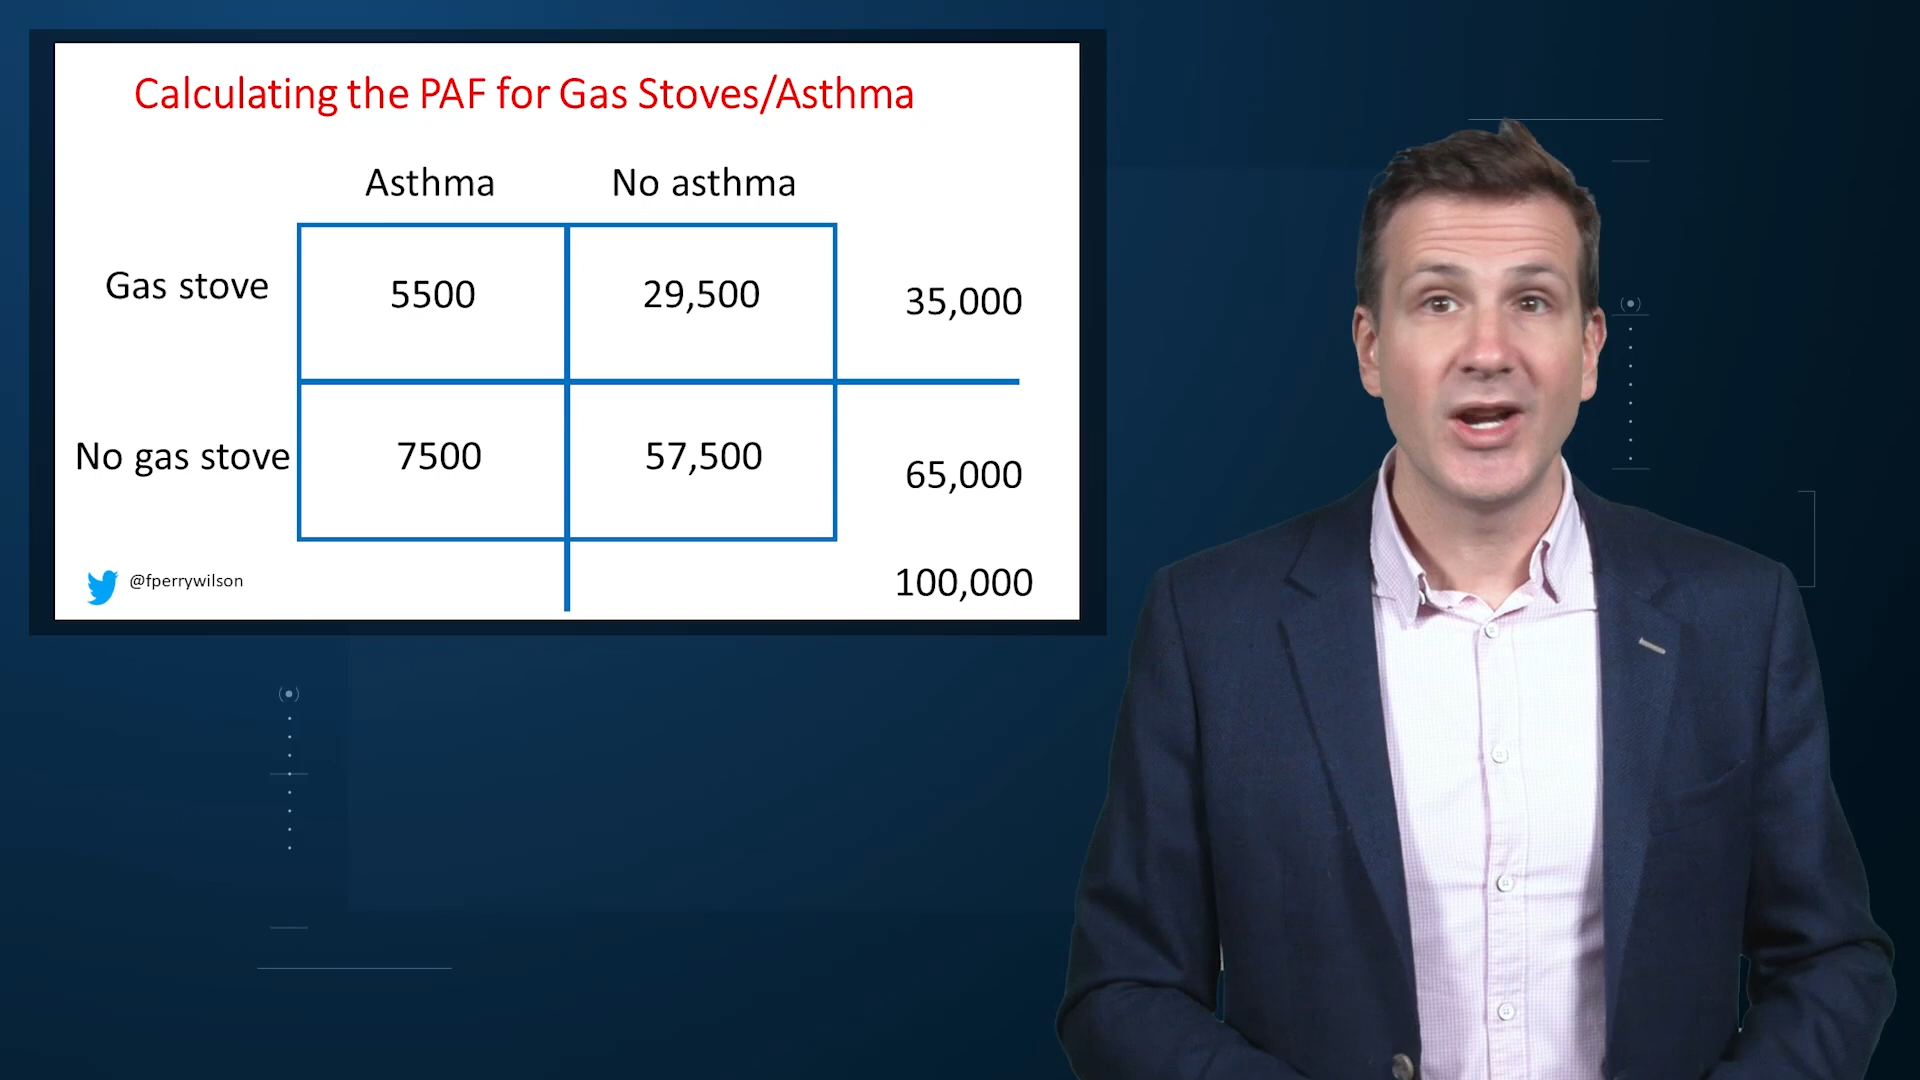 Calculating the PAF for Gas Stoves/Asthma
Asthma No asthma
Gas stove 5500 29,500 35,000
No gas stove 7500 57,500 65,000
100,000
@fperrywilson